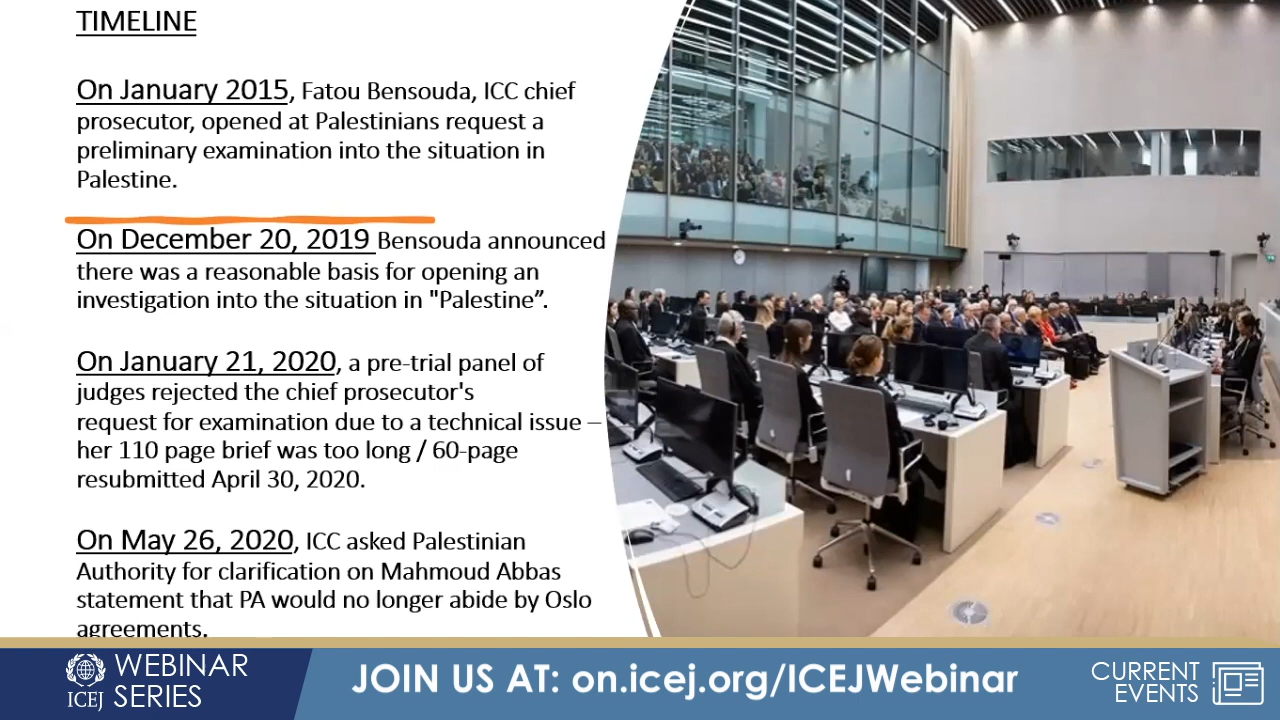 TIMELINE
On January 2015, Fatou Bensouda, ICC chief
prosecutor, opened at Palestinians request a
preliminary examination into the situation in
Palestine.
On December 20, 2019 Bensouda announced
there was a reasonable basis for opening an
investigation into the situation in "Palestine”.
On January 21, 2020, a pre-trial panel of
judges rejected the chief prosecutor's
request for examination due to a technical issue –
her 110 page brief was too long / 60-page
resubmitted April 30, 2020.
On May 26, 2020, ICC asked Palestinian
Authority for clarification on Mahmoud Abbas
statement that PA would no longer abide by Oslo
agreements.
ICEJ
WEBINAR
SERIES
JOIN US AT: on.icej.org/ICEJWebinar
CURRENT
EVENTS